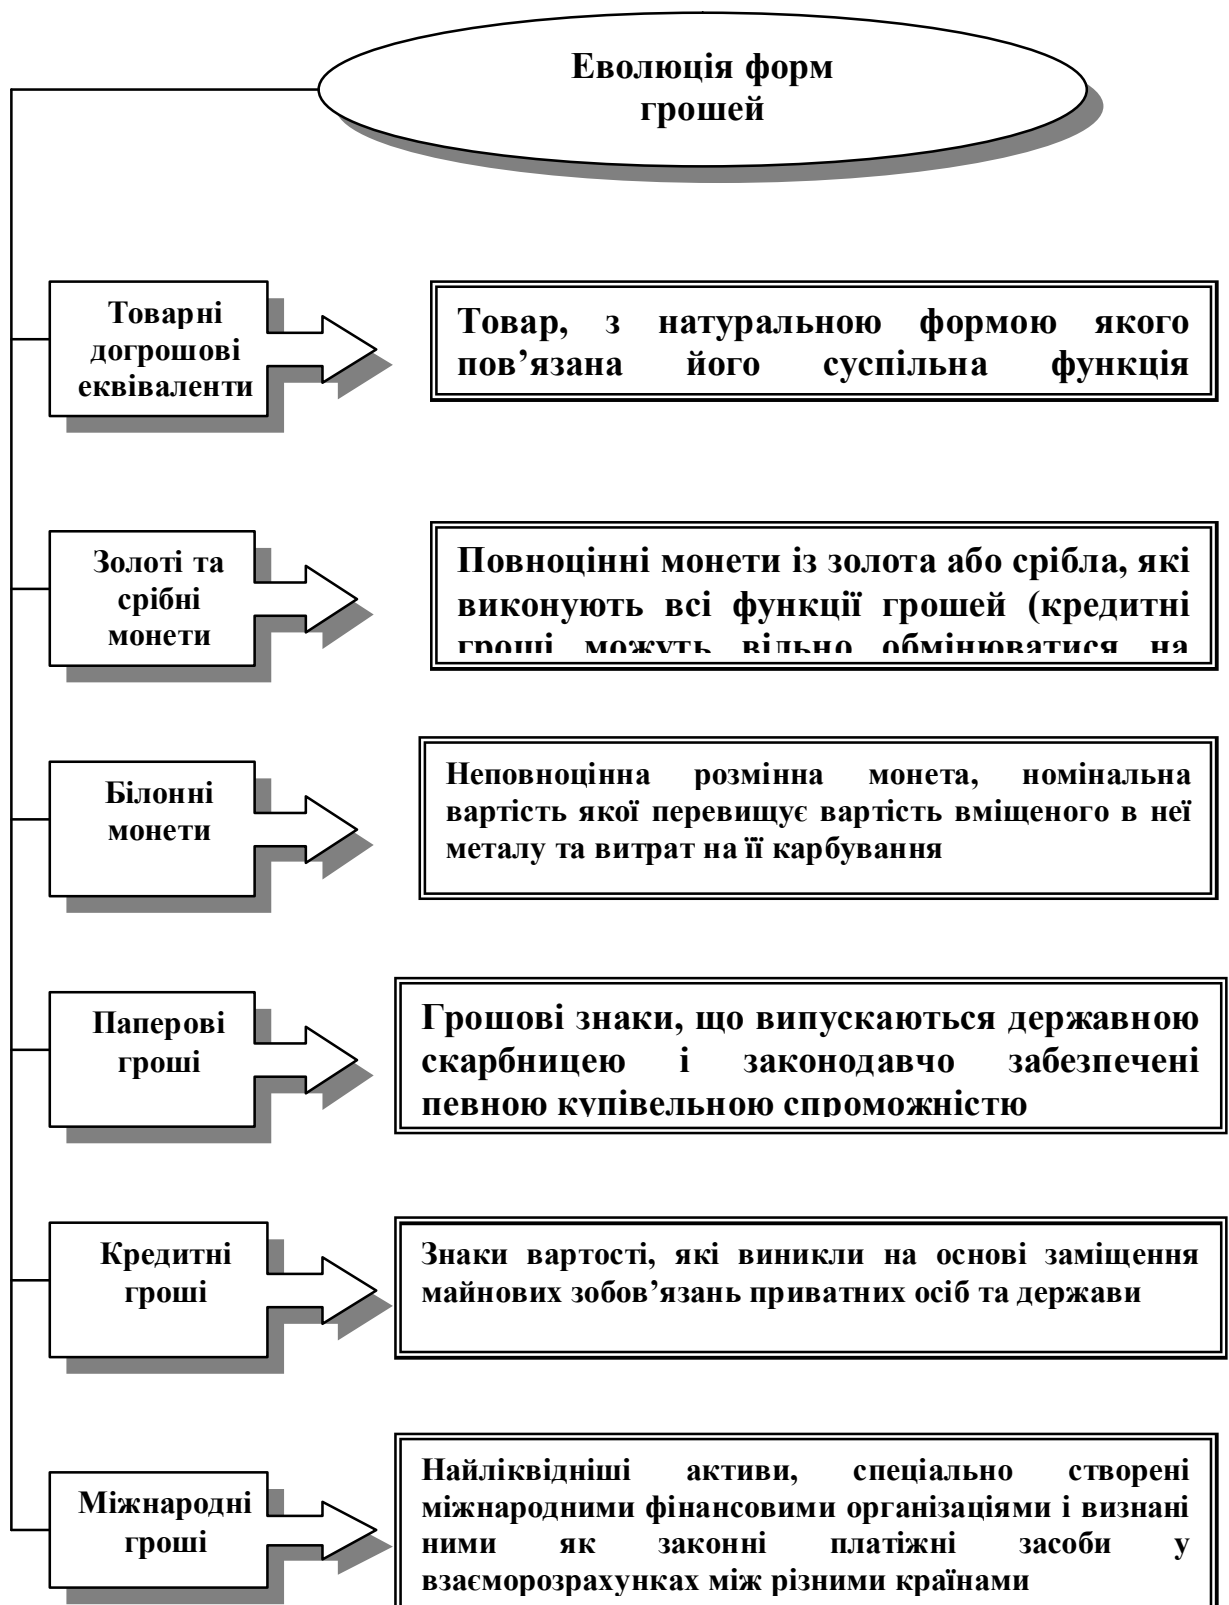 Еволюція форм
грошей
Товарні
догрошові
еквіваленти
Товар, з натуральною формою якого
пов’язана його суспільна функція
Золоті та
срібні
монети
Повноцінні монети із золота або срібла, які
виконують всі функції грошей (кредитні
гроші можуть вільно обмінюватися на
Білонні
монети
Неповноцінна розмінна монета, номінальна
вартість якої перевищує вартість вміщеного в неї
металу та витрат на її карбування
Паперові
гроші
Грошові знаки, що випускаються державною
скарбницею і законодавчо забезпечені
певною купівельною спроможністю
Кредитні
гроші
Знаки вартості, які виникли на основі заміщення
майнових зобов’язань приватних осіб та держави
Міжнародні
гроші
Найліквідніші активи, спеціально створені
міжнародними фінансовими організаціями і визнані
ними як законні платіжні засоби у
взаєморозрахунках між різними країнами